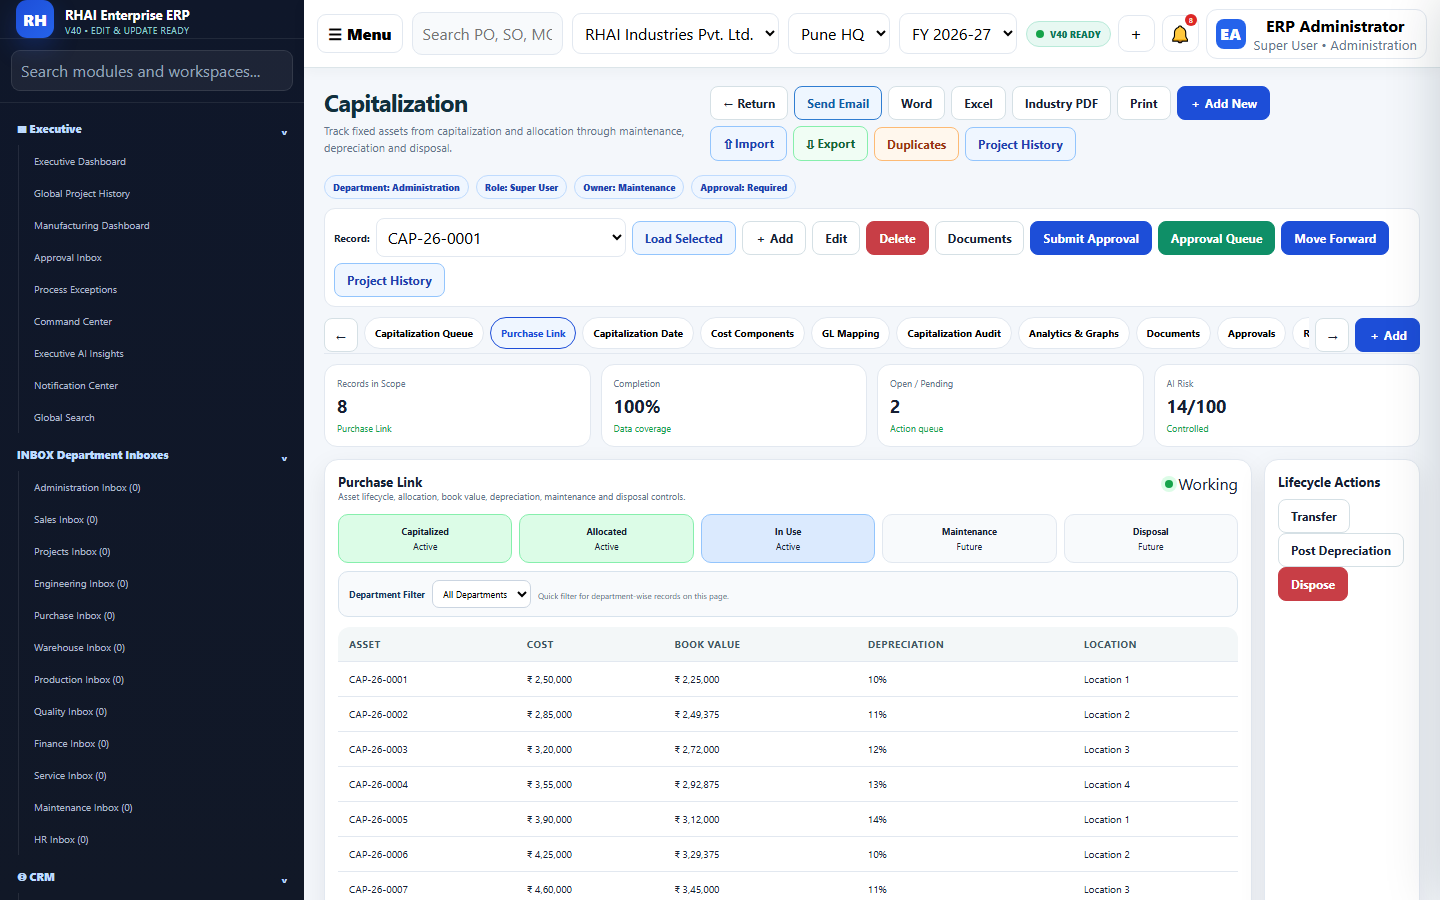 RH
RHAI Enterprise ERP
V40 • EDIT & UPDATE READY
Search modules and workspaces...
Executive
Executive Dashboard
Global Project History
Manufacturing Dashboard
Approval Inbox
Process Exceptions
Command Center
Executive AI Insights
Notification Center
Global Search
INBOX Department Inboxes
Administration Inbox (0)
Sales Inbox (0)
Projects Inbox (0)
Engineering Inbox (0)
Purchase Inbox (0)
Warehouse Inbox (0)
Production Inbox (0)
Quality Inbox (0)
Finance Inbox (0)
Service Inbox (0)
Maintenance Inbox (0)
HR Inbox (0)
CRM
☰ Menu
Search PO, SO, MO
RHAI Industries Pvt. Ltd.
Pune HQ
FY 2026-27
V40 READY
+
8
EA
ERP Administrator
Super User • Administration
Capitalization
Track fixed assets from capitalization and allocation through maintenance,
depreciation and disposal.
← Return
Send Email
Word
Excel
Industry PDF
Print
+ Add New
⇧ Import
⇩ Export
Duplicates
Project History
Department: Administration
Role: Super User
Owner: Maintenance
Approval: Required
Record:
CAP-26-0001
Load Selected
+ Add
Edit
Delete
Documents
Submit Approval
Approval Queue
Move Forward
Project History
←
Capitalization Queue
Purchase Link
Capitalization Date
Cost Components
GL Mapping
Capitalization Audit
Analytics & Graphs
Documents
Approvals
R
→
+ Add
Records in Scope
8
Purchase Link
Completion
100%
Data coverage
Open / Pending
2
Action queue
AI Risk
14/100
Controlled
Purchase Link
Asset lifecycle, allocation, book value, depreciation, maintenance and disposal controls.
Working
Capitalized
Active
Allocated
Active
In Use
Active
Maintenance
Future
Disposal
Future
Department Filter
All Departments
Quick filter for department-wise records on this page.
ASSET COST BOOK VALUE DEPRECIATION LOCATION
CAP-26-0001 ₹ 2,50,000 ₹ 2,25,000 10% Location 1
CAP-26-0002 ₹ 2,85,000 ₹ 2,49,375 11% Location 2
CAP-26-0003 ₹ 3,20,000 ₹ 2,72,000 12% Location 3
CAP-26-0004 ₹ 3,55,000 ₹ 2,92,875 13% Location 4
CAP-26-0005 ₹ 3,90,000 ₹ 3,12,000 14% Location 1
CAP-26-0006 ₹ 4,25,000 ₹ 3,29,375 10% Location 2
CAP-26-0007 ₹ 4,60,000 ₹ 3,45,000 11% Location 3
Lifecycle Actions
Transfer
Post Depreciation
Dispose